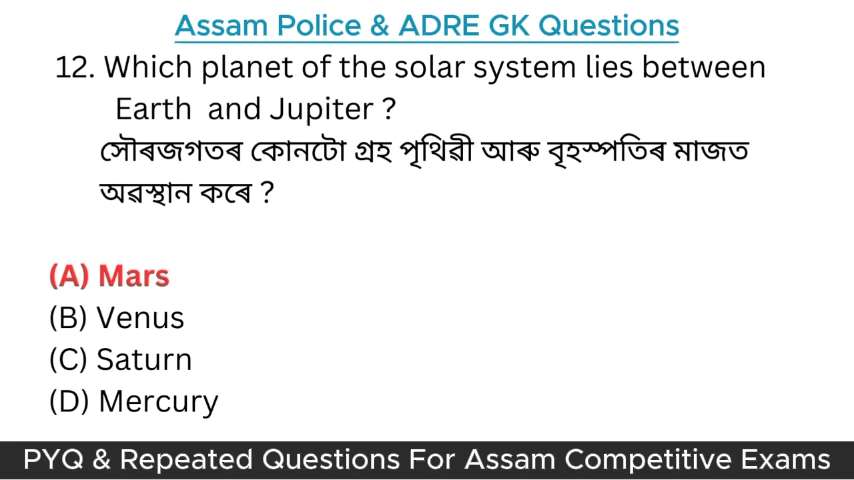 Assam Police & ADRE GK Questions
12. Which planet of the solar system lies between
Earth and Jupiter ?
সৌৰজগতৰ কোনটো গ্ৰহ পৃথিৱী আৰু বৃহস্পতিৰ মাজত
অৱস্থান কৰে ?
(A) Mars
(B) Venus
(C) Saturn
(D) Mercury
PYQ & Repeated Questions For Assam Competitive Exams